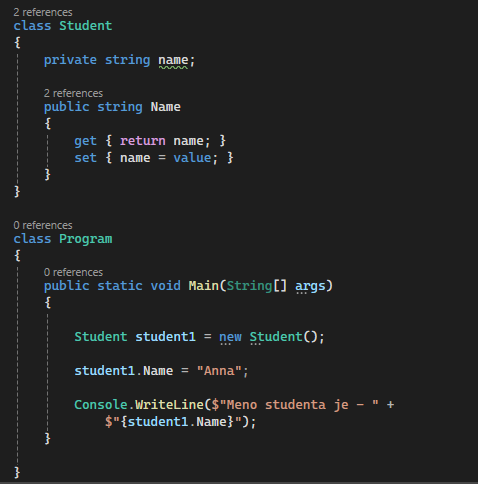 2 references
class Student
{
private string name;
2 references
public string Name
{
get { return name; }
set { name = value; }
}
}
0 references
class Program
{
0 references
public static void Main(String[] args)
{
Student student1 = new Student();
student1.Name = "Anna";
Console.WriteLine($"Meno studenta je - " +
$"{student1.Name}");
}
}